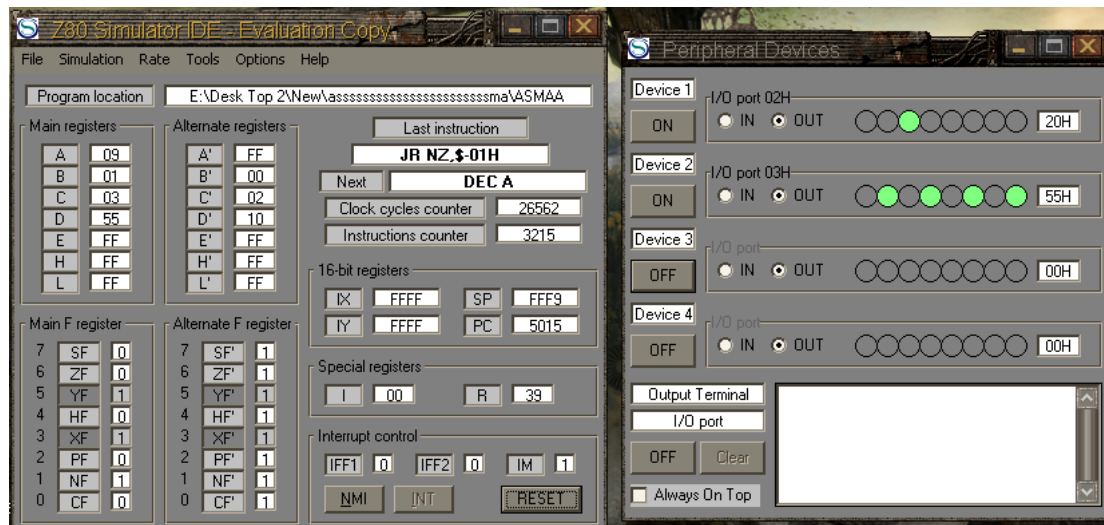 Z80 Simulator IDE - Evaluation Copy
File Simulation Rate Tools Options Help
Program location E:\Desk Top 2\New\assssssssssssssssssssssssma\ASMAA
Main registers
A 09
B 01
C 03
D 55
E FF
H FF
L FF
Alternate registers
A' FF
B' 00
C' 02
D' 10
E' FF
H' FF
L' FF
Last instruction
JR NZ,$-01H
Next DEC A
Clock cycles counter 26562
Instructions counter 3215
16-bit registers
IX FFFF SP FFF9
IY FFFF PC 5015
Main F register
7 SF 0
6 ZF 0
5 YF 1
4 HF 0
3 XF 1
2 PF 0
1 NF 1
0 CF 0
Alternate F register
7 SF' 1
6 ZF' 1
5 YF' 1
4 HF' 1
3 XF' 1
2 PF' 1
1 NF' 1
0 CF' 1
Special registers
I 00 R 39
Interrupt control
IFF1 0 IFF2 0 IM 1
NMI INT RESET
Peripheral Devices
Device 1
I/O port 02H
ON IN OUT 20H
Device 2
I/O port 03H
ON IN OUT 55H
Device 3
I/O port
OFF IN OUT 00H
Device 4
I/O port
OFF IN OUT 00H
Output Terminal
I/O port
OFF Clear
Always On Top